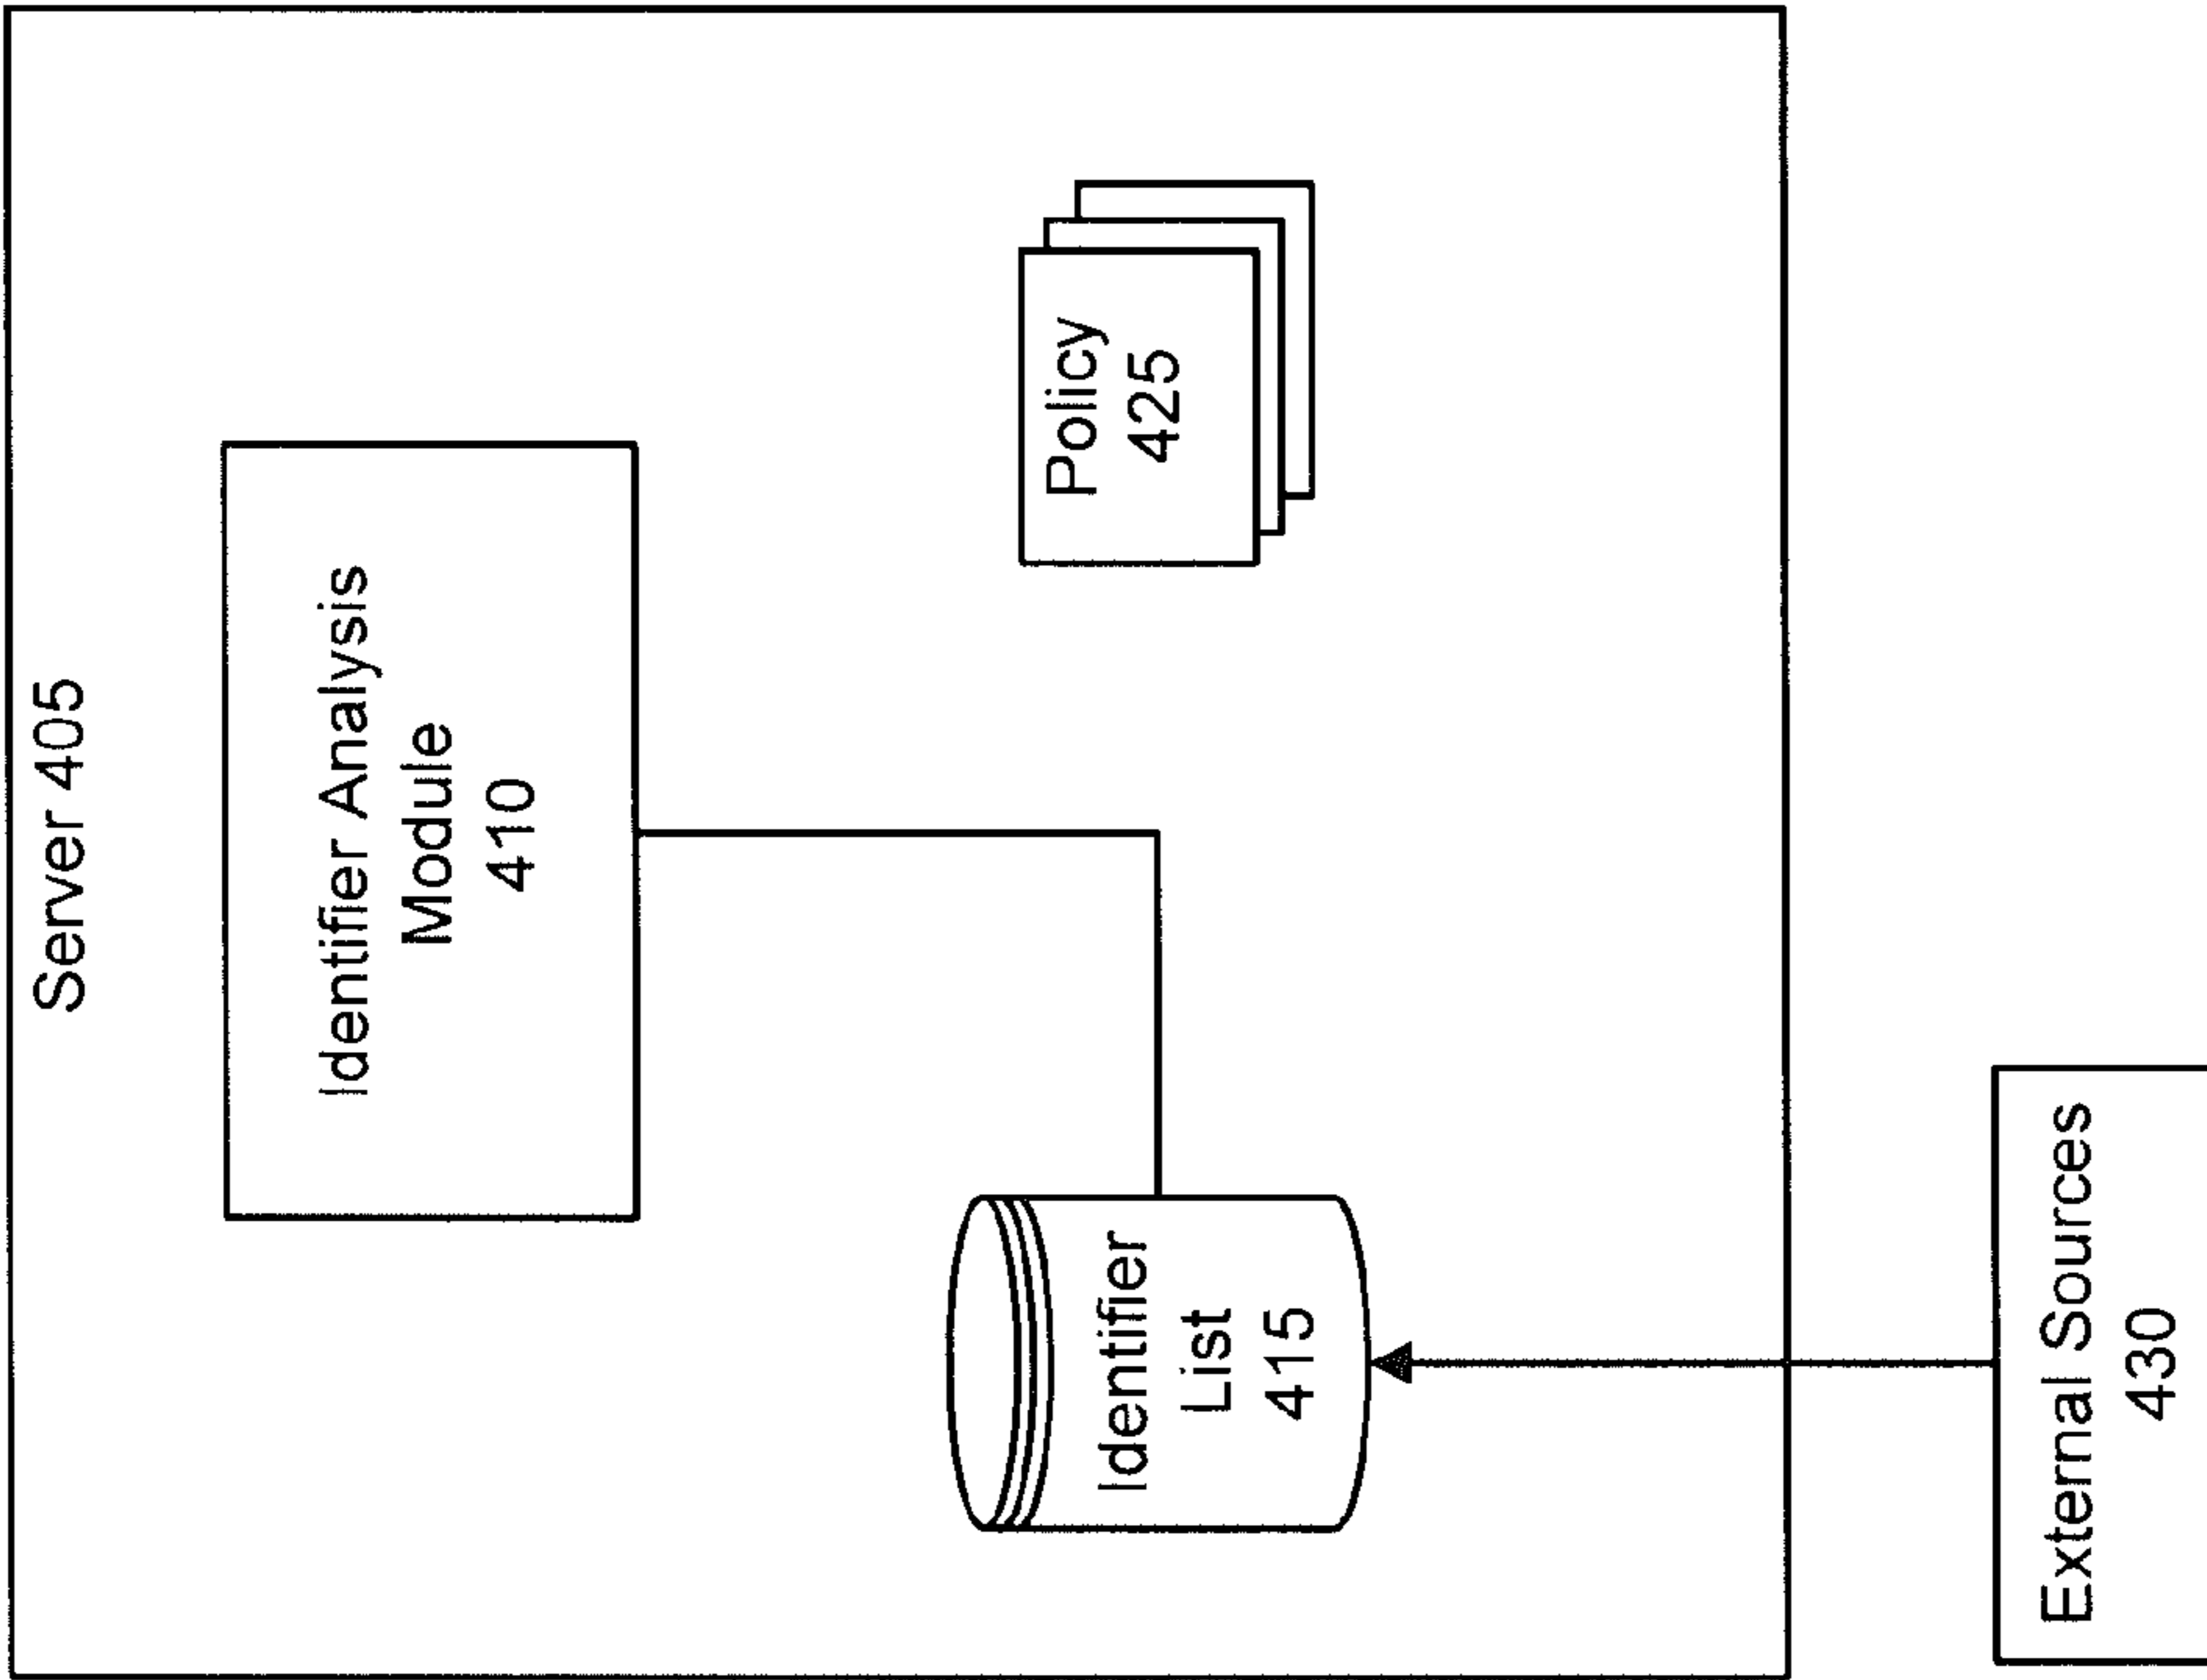 Server 405
Identifier Analysis
Module
410
Identifier
List
415
Policy
425
External Sources
430